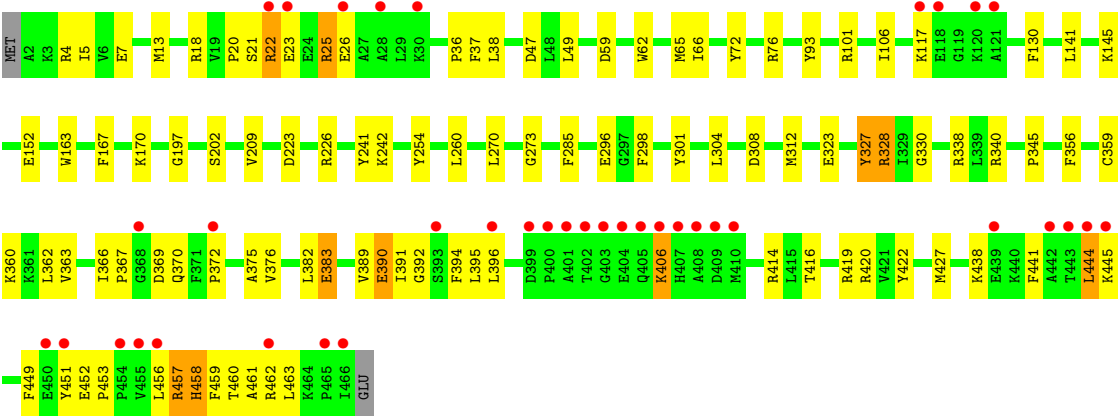 MET A2 K3 R4 I5 V6 E7 M13 R18 V19 P20 S21 R22 E23 E24 R25 E26 A27 A28 L29 K30 P36 F37 L38 D47 L48 L49 D59 W62 M65 I66 Y72 R76 Y93 R101 I106 K117 E118 G119 K120 A121 F130 L141 K145
E152 W163 F167 K170 G197 S202 V209 D223 R226 Y241 K242 Y254 L260 L270 G273 F285 E296 G297 F298 Y301 L304 D308 M312 E323 Y327 R328 I329 G330 R338 L339 R340 P345 F356 C359
K360 K361 L362 V363 I366 P367 G368 D369 Q370 F371 P372 A375 V376 L382 E383 V389 E390 I391 G392 S393 F394 L395 L396 D399 P400 A401 T402 G403 E404 Q405 K406 H407 A408 D409 M410 R414 L415 T416 R419 R420 V421 Y422 M427 K438 E439 K440 F441 A442 T443 L444 K445
F449 E450 Y451 E452 P453 P454 V455 L456 R457 H458 F459 T460 A461 R462 L463 K464 P465 I466 GLU